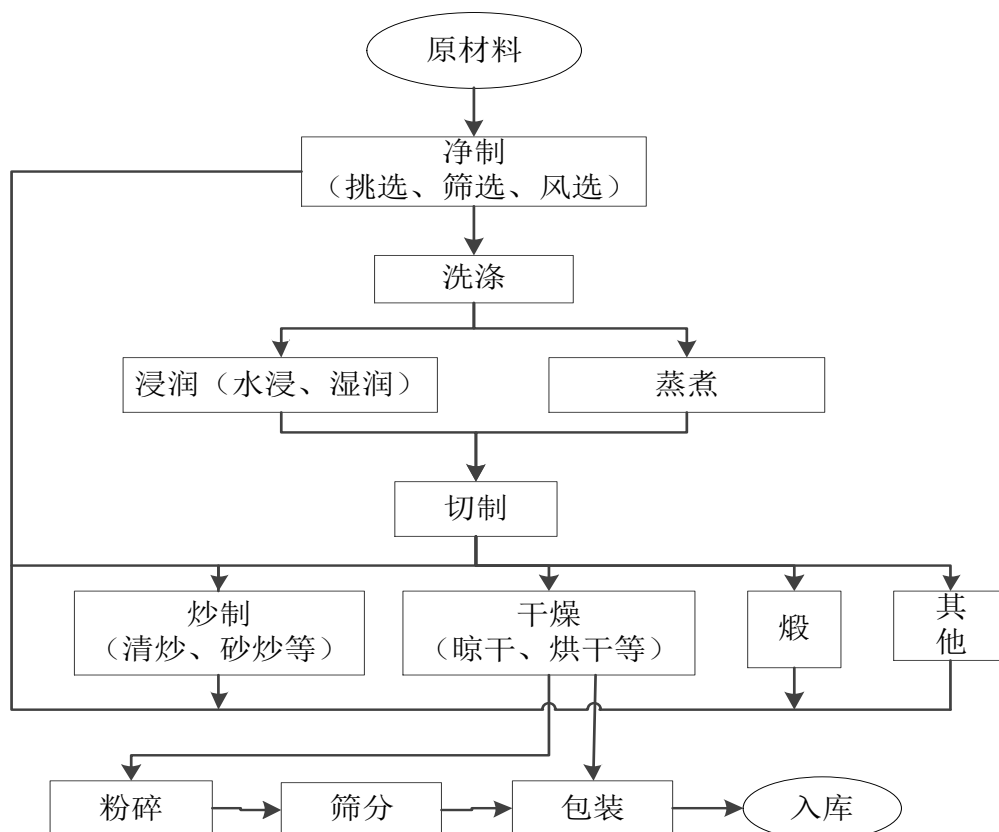 原材料
净制
（挑选、筛选、风选）
洗涤
浸润（水浸、湿润）
蒸煮
切制
炒制
（清炒、砂炒等）
干燥
（晾干、烘干等）
煅
其
他
粉碎
筛分
包装
入库